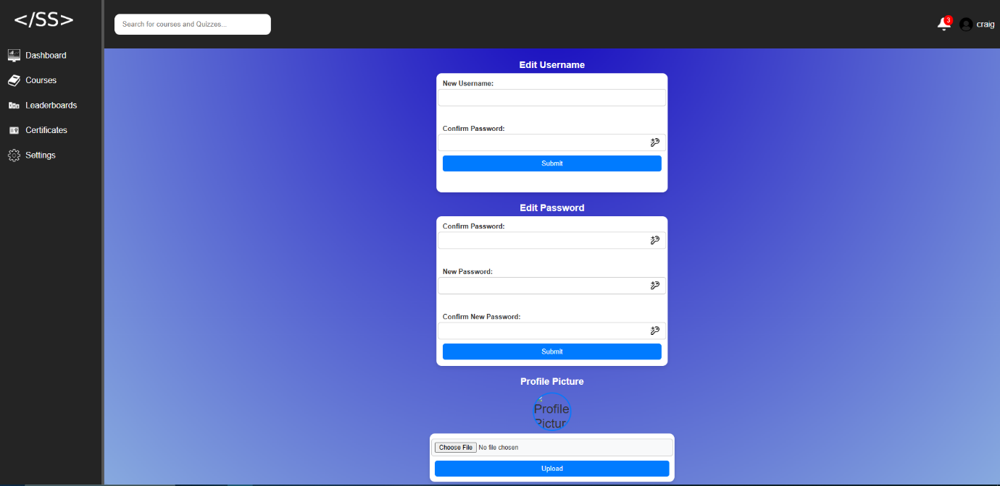 </SS>
Search for courses and Quizzes...
3
craig
Dashboard
Courses
Leaderboards
Certificates
Settings
Edit Username
New Username:
Confirm Password:
Submit
Edit Password
Confirm Password:
New Password:
Confirm New Password:
Submit
Profile Picture
Profile
Pictur
Choose File No file chosen
Upload